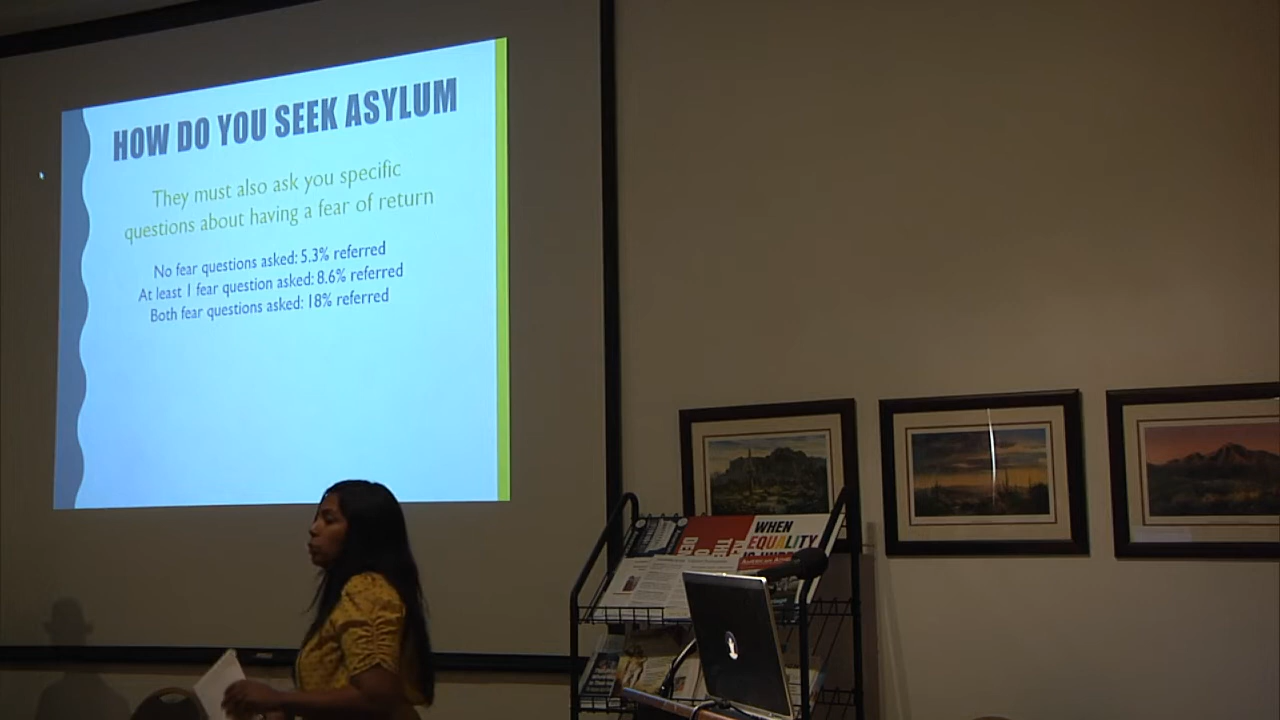 HOW DO YOU SEEK ASYLUM
They must also ask you specific
questions about having a fear of return
No fear questions asked: 5.3% referred
At least 1 fear question asked: 8.6% referred
Both fear questions asked: 18% referred
WHEN
EQUALITY
THE